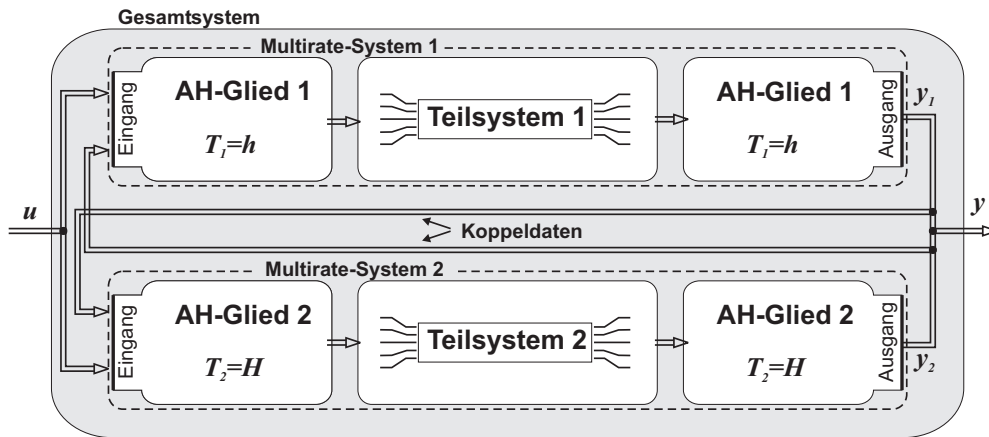 Gesamtsystem
Multirate-System 1
Eingang
AH-Glied 1
T₁=h
Teilsystem 1
AH-Glied 1
T₁=h
Ausgang
y₁
u
Koppeldaten
y
Multirate-System 2
Eingang
AH-Glied 2
T₂=H
Teilsystem 2
AH-Glied 2
T₂=H
Ausgang
y₂